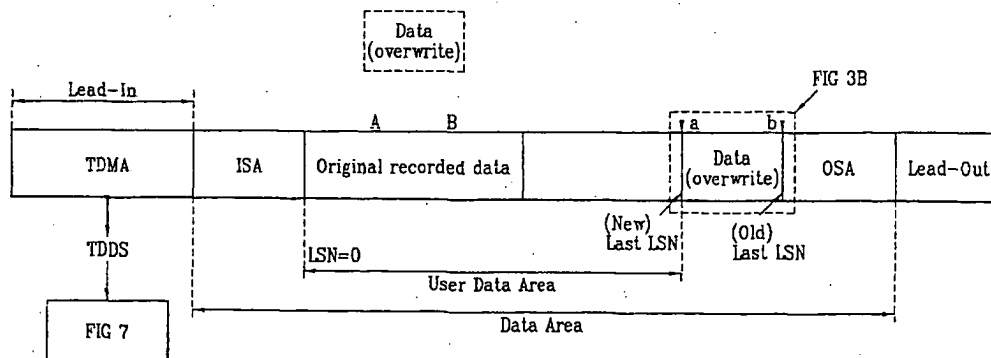 Data
(overwrite)
Lead-In
FIG 3B
A B
a b
TDMA
ISA
Original recorded data
Data
(overwrite)
OSA
Lead-Out
(New)
Last LSN
(Old)
Last LSN
TDDS
LSN=0
User Data Area
Data Area
FIG 7